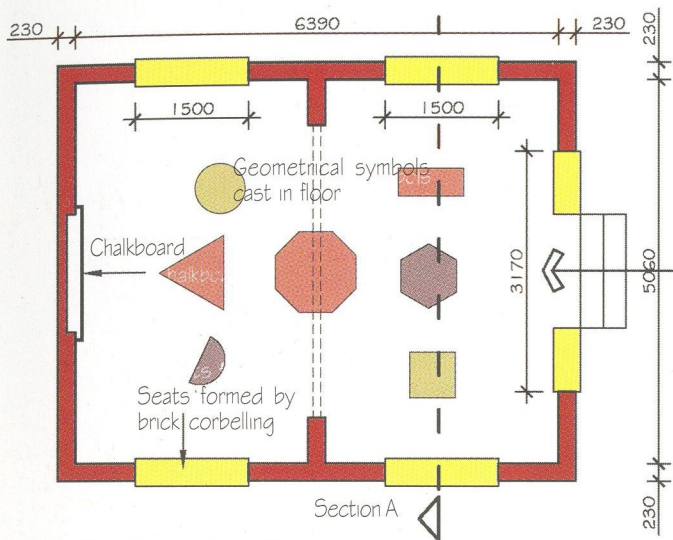 230
6390
230
230
1500
1500
Geometrical symbols
cast in floor
Chalkboard
3170
5060
Seats formed by
brick corbelling
Section A
230